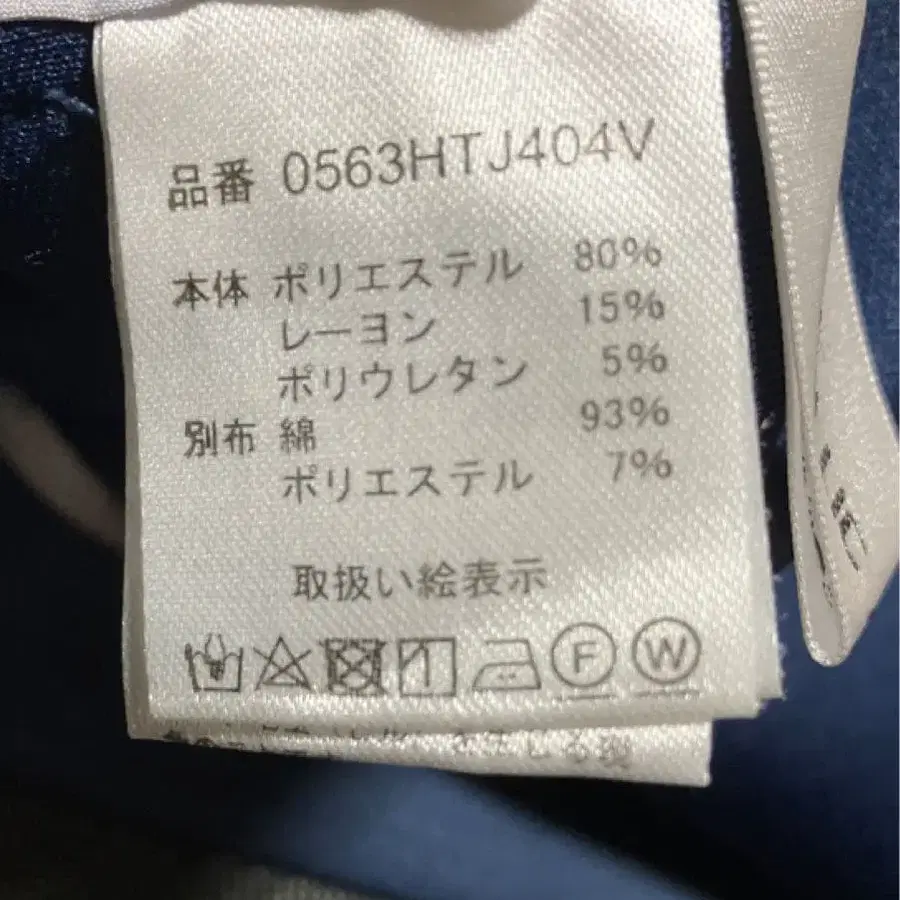 品番 0563HTJ404V
本体 ポリエステル 80%
レーヨン 15%
ポリウレタン 5%
別布 綿 93%
ポリエステル 7%
取扱い絵表示
F W